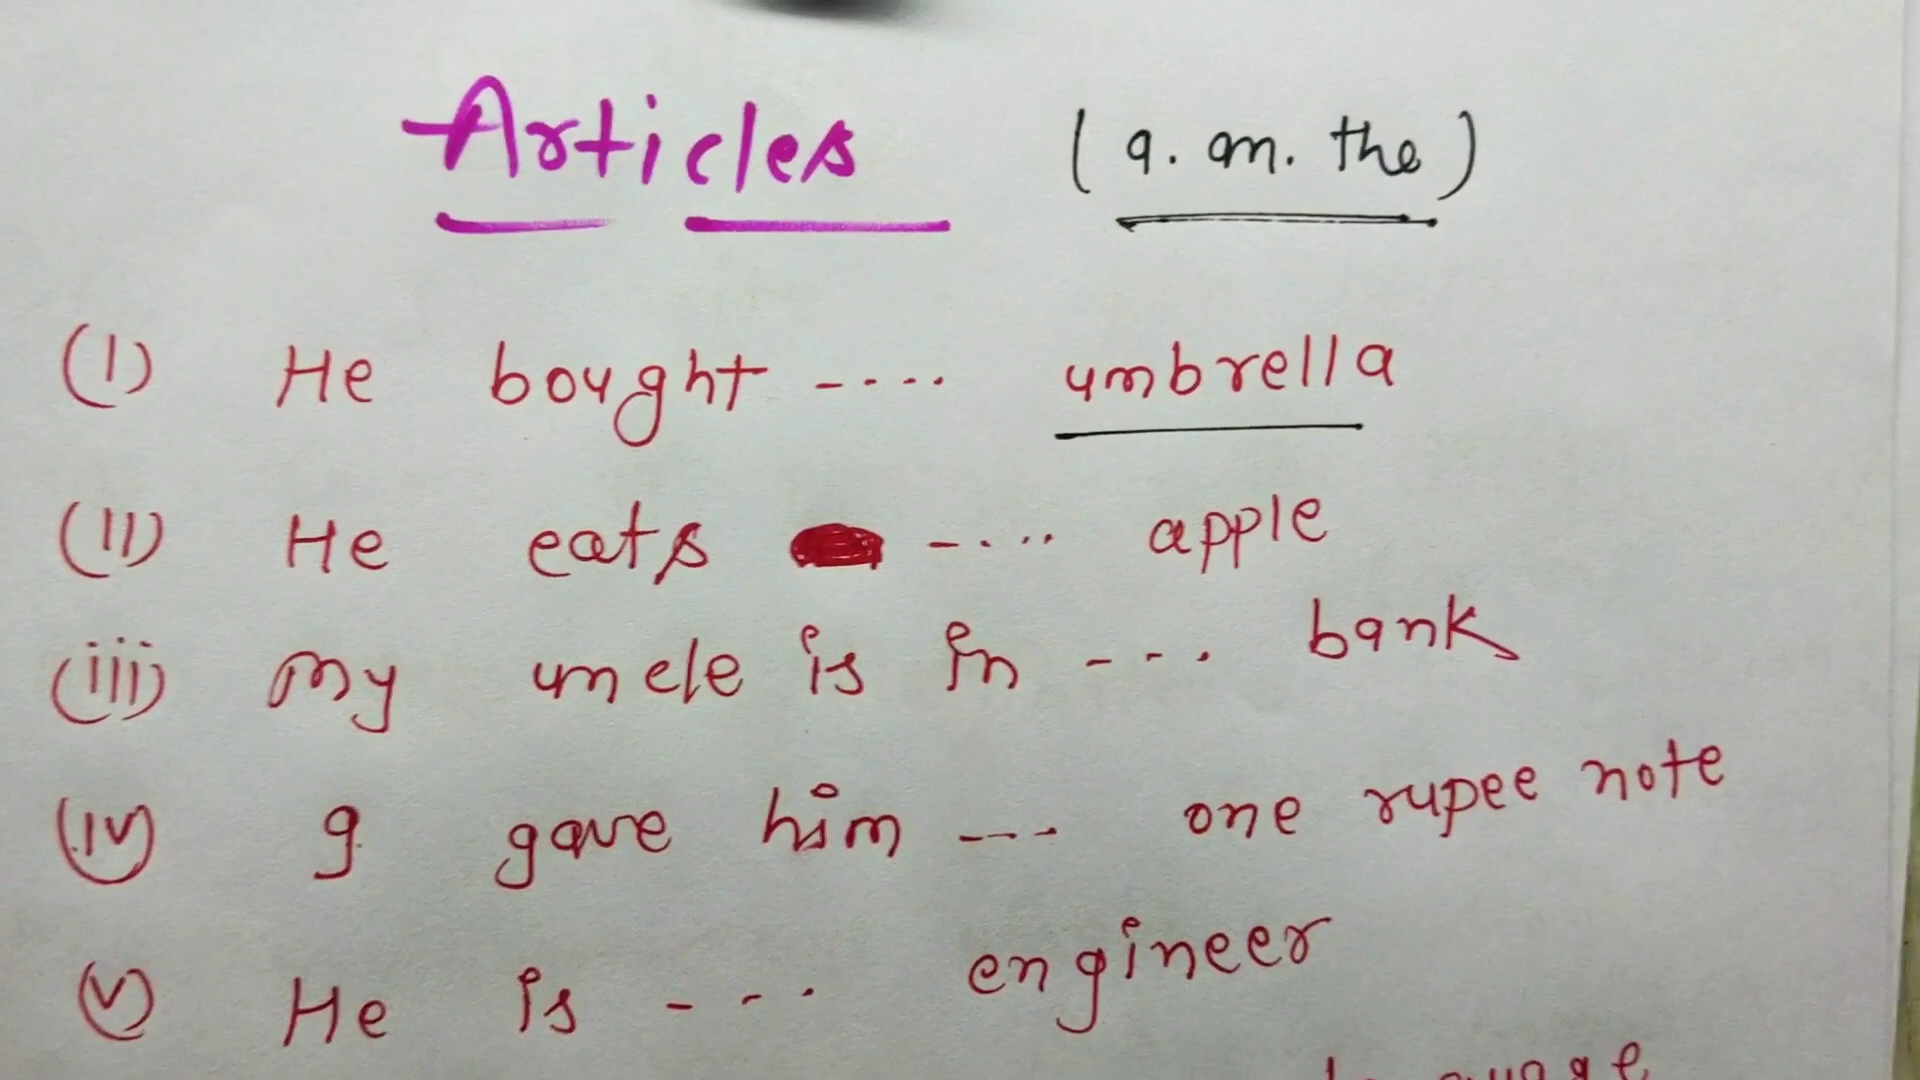 Articles (a. an. the)
(I) He bought ---- umbrella
(II) He eats ---- apple
(iii) My uncle is in ---- bank
(IV) I gave him --- one rupee note
(V) He is ---- engineer